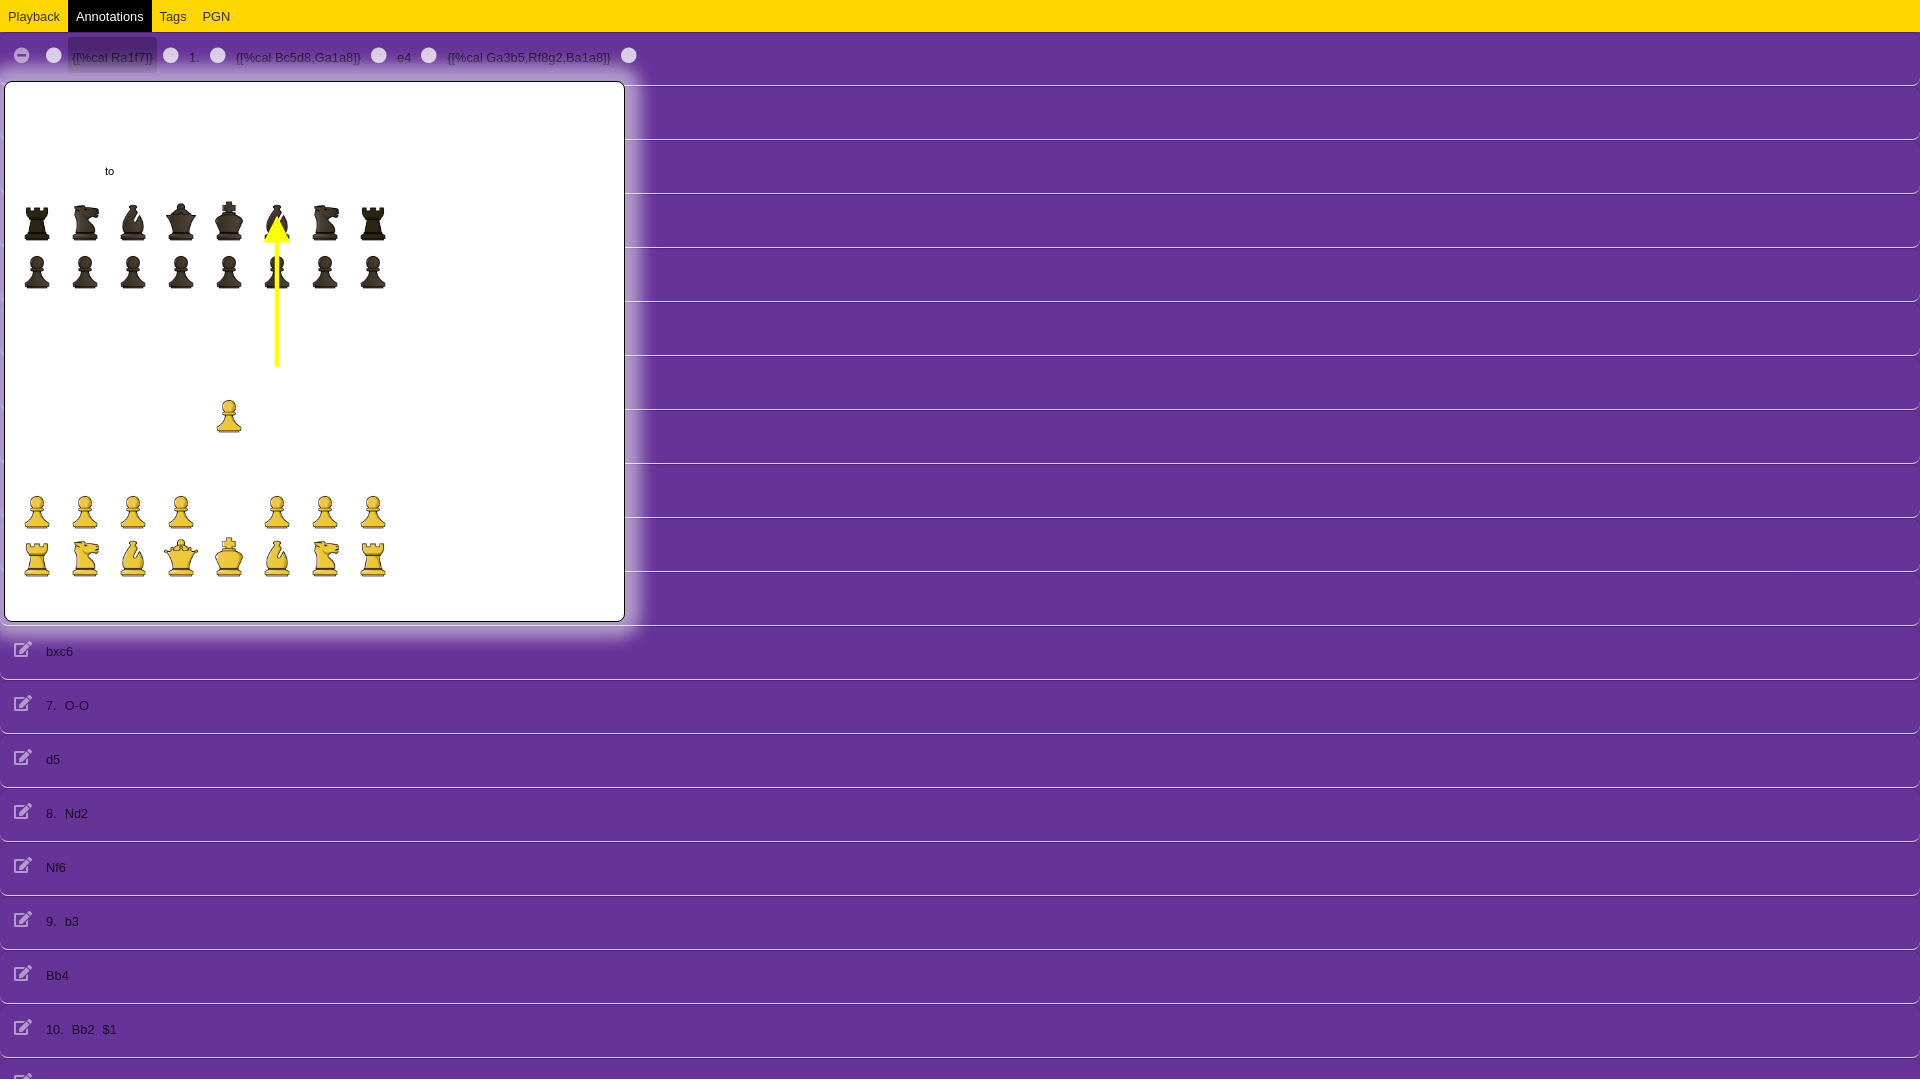 Playback Annotations Tags PGN
{[%cal Ra1f7]} 1. {[%cal Bc5d8,Ga1a8]} e4 {[%cal Ga3b5,Rf8g2,Ba1a8]}
to
bxc6
7. O-O
d5
8. Nd2
Nf6
9. b3
Bb4
10. Bb2 $1